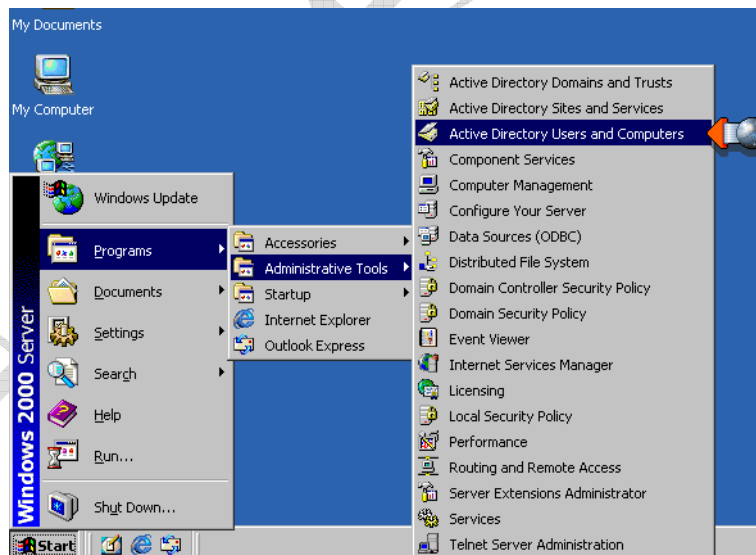 My Documents
My Computer
Windows 2000 Server
Windows Update
Programs
Documents
Settings
Search
Help
Run...
Shut Down...
Start
Accessories
Administrative Tools
Startup
Internet Explorer
Outlook Express
Active Directory Domains and Trusts
Active Directory Sites and Services
Active Directory Users and Computers
Component Services
Computer Management
Configure Your Server
Data Sources (ODBC)
Distributed File System
Domain Controller Security Policy
Domain Security Policy
Event Viewer
Internet Services Manager
Licensing
Local Security Policy
Performance
Routing and Remote Access
Server Extensions Administrator
Services
Telnet Server Administration